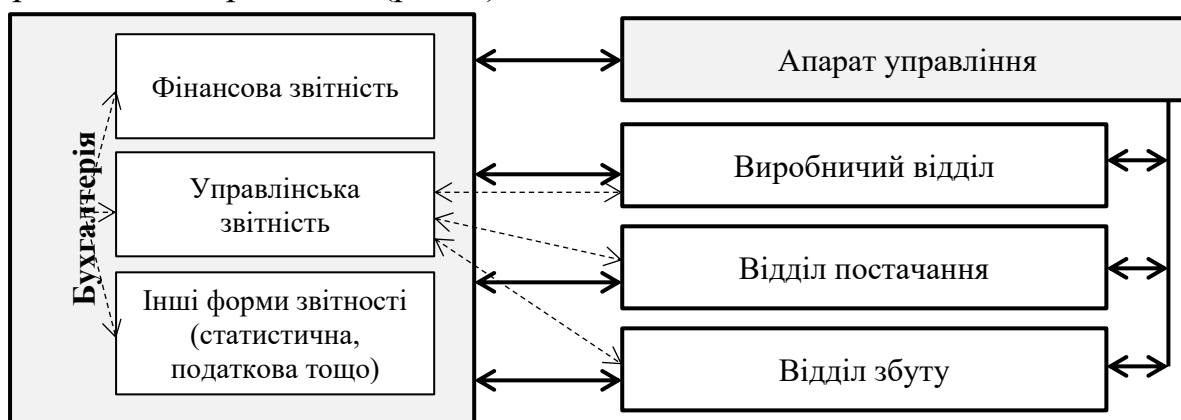 Бухгалтерія
Фінансова звітність
Управлінська
звітність
Інші форми звітності
(статистична,
податкова тощо)
Апарат управління
Виробничий відділ
Відділ постачання
Відділ збуту